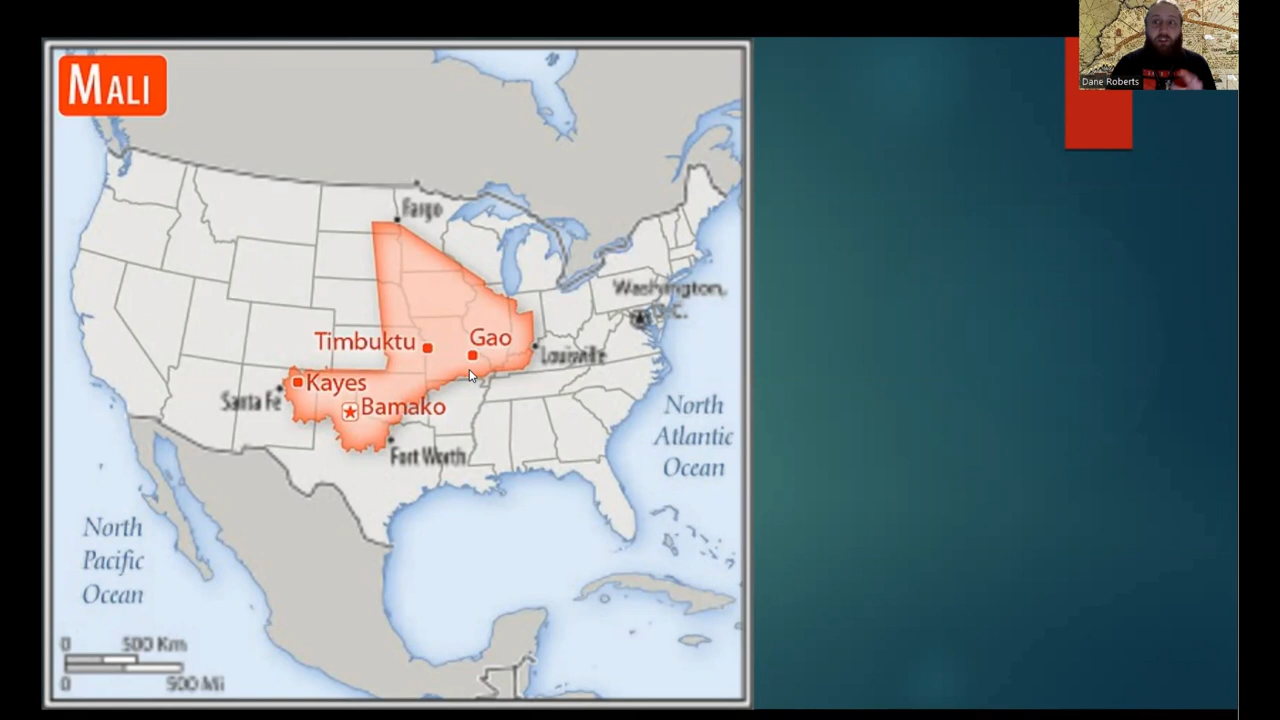 MALI
Dane Roberts
Fargo
Washington,
D.C.
Timbuktu
Gao
Louisville
Kayes
Santa Fe
Bamako
Fort Worth
North
Atlantic
Ocean
North
Pacific
Ocean
0 500 Km
0 500 Mi